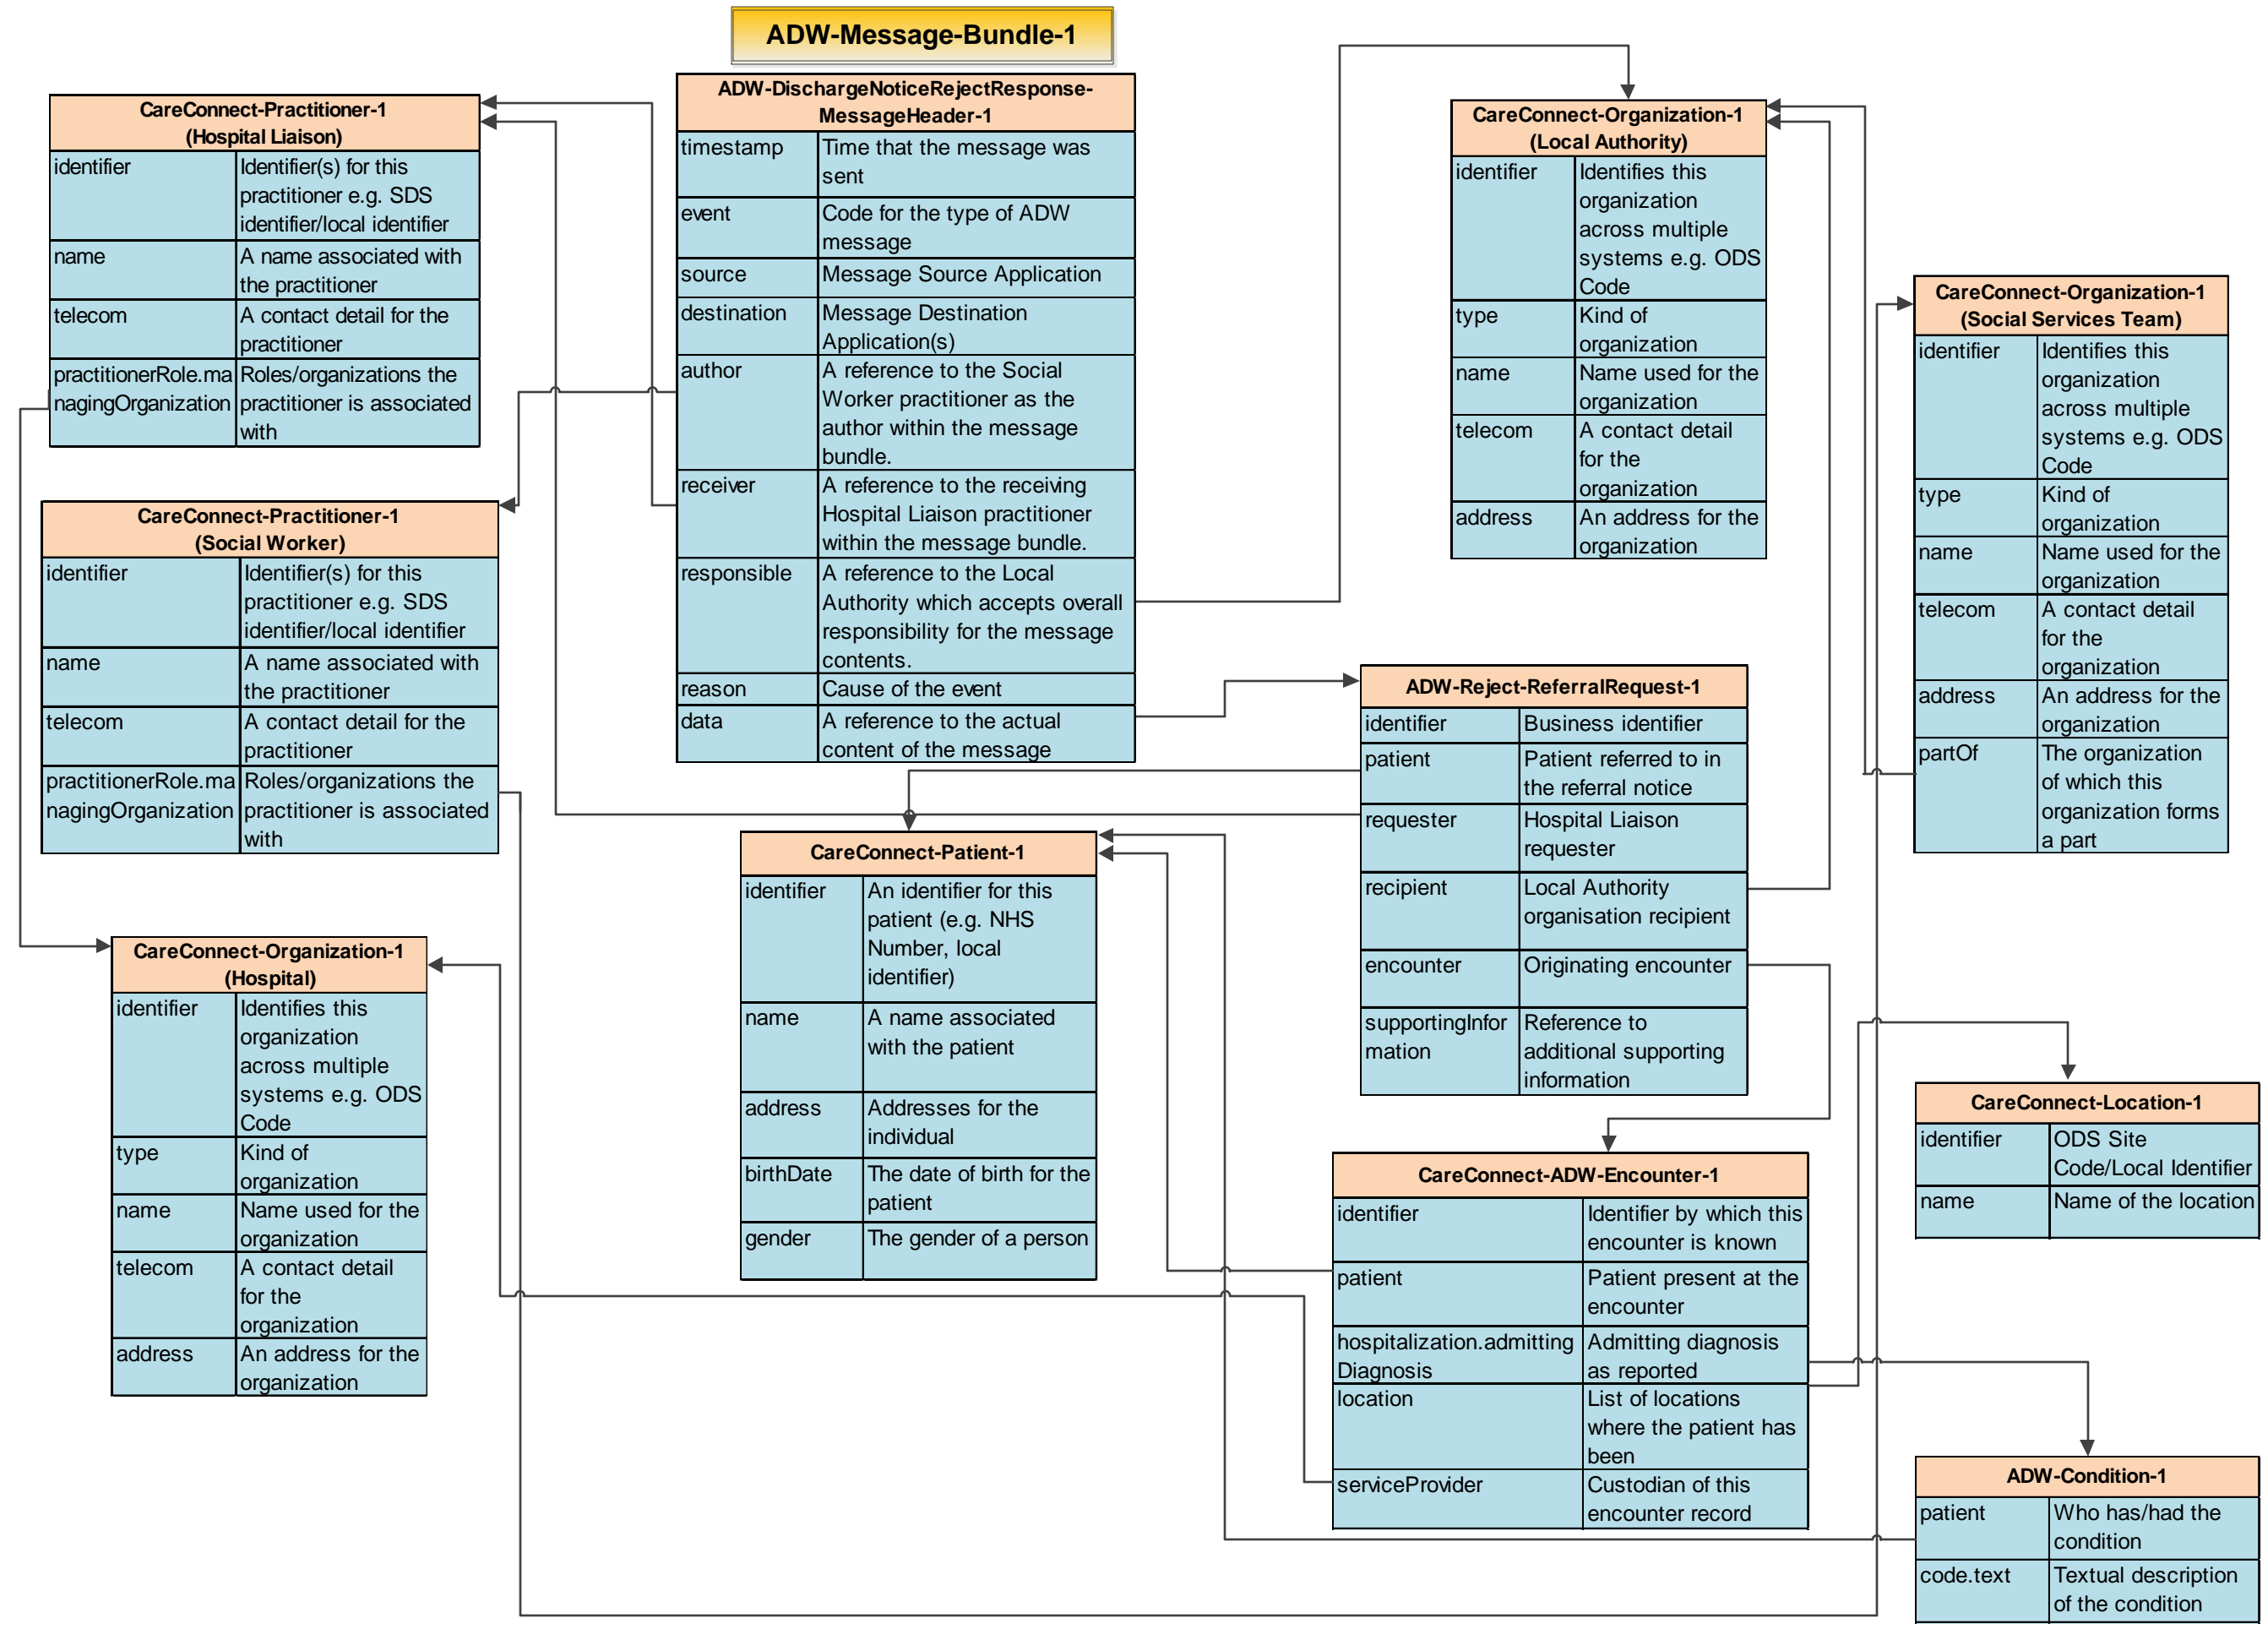 ADW-Message-Bundle-1
CareConnect-Practitioner-1
(Hospital Liaison)
identifier
Identifier(s) for this
practitioner e.g. SDS
identifier/local identifier
name
A name associated with
the practitioner
telecom
A contact detail for the
practitioner
practitionerRole.ma
nagingOrganization
Roles/organizations the
practitioner is associated
with
CareConnect-Practitioner-1
(Social Worker)
identifier
Identifier(s) for this
practitioner e.g. SDS
identifier/local identifier
name
A name associated with
the practitioner
telecom
A contact detail for the
practitioner
practitionerRole.ma
nagingOrganization
Roles/organizations the
practitioner is associated
with
CareConnect-Organization-1
(Hospital)
identifier
Identifies this
organization
across multiple
systems e.g. ODS
Code
type
Kind of
organization
name
Name used for the
organization
telecom
A contact detail
for the
organization
address
An address for the
organization
ADW-DischargeNoticeRejectResponse-
MessageHeader-1
timestamp
Time that the message was
sent
event
Code for the type of ADW
message
source
Message Source Application
destination
Message Destination
Application(s)
author
A reference to the Social
Worker practitioner as the
author within the message
bundle.
receiver
A reference to the receiving
Hospital Liaison practitioner
within the message bundle.
responsible
A reference to the Local
Authority which accepts overall
responsibility for the message
contents.
reason
Cause of the event
data
A reference to the actual
content of the message
CareConnect-Patient-1
identifier
An identifier for this
patient (e.g. NHS
Number, local
identifier)
name
A name associated
with the patient
address
Addresses for the
individual
birthDate
The date of birth for the
patient
gender
The gender of a person
CareConnect-Organization-1
(Local Authority)
identifier
Identifies this
organization
across multiple
systems e.g. ODS
Code
type
Kind of
organization
name
Name used for the
organization
telecom
A contact detail
for the
organization
address
An address for the
organization
ADW-Reject-ReferralRequest-1
identifier
Business identifier
patient
Patient referred to in
the referral notice
requester
Hospital Liaison
requester
recipient
Local Authority
organisation recipient
encounter
Originating encounter
supportingInfor
mation
Reference to
additional supporting
information
CareConnect-ADW-Encounter-1
identifier
Identifier by which this
encounter is known
patient
Patient present at the
encounter
hospitalization.admitting
Diagnosis
Admitting diagnosis
as reported
location
List of locations
where the patient has
been
serviceProvider
Custodian of this
encounter record
CareConnect-Organization-1
(Social Services Team)
identifier
Identifies this
organization
across multiple
systems e.g. ODS
Code
type
Kind of
organization
name
Name used for the
organization
telecom
A contact detail
for the
organization
address
An address for the
organization
partOf
The organization
of which this
organization forms
a part
CareConnect-Location-1
identifier
ODS Site
Code/Local Identifier
name
Name of the location
ADW-Condition-1
patient
Who has/had the
condition
code.text
Textual description
of the condition